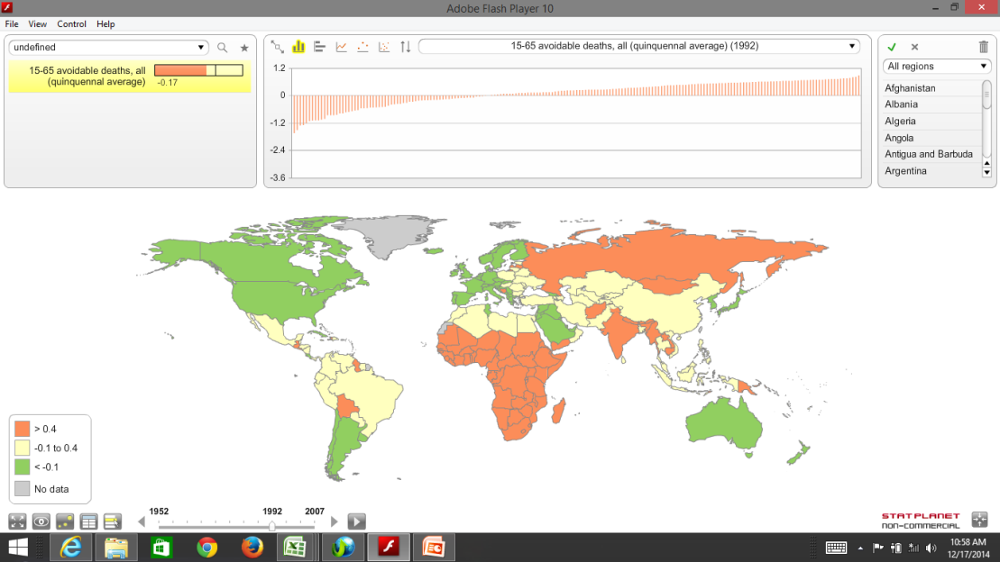 Adobe Flash Player 10
File View Control Help
undefined
15-65 avoidable deaths, all
(quinquennal average)
-0.17
15-65 avoidable deaths, all (quinquennal average) (1992)
1.2
0
-1.2
-2.4
-3.6
All regions
Afghanistan
Albania
Algeria
Angola
Antigua and Barbuda
Argentina
> 0.4
-0.1 to 0.4
< -0.1
No data
1952 1992 2007
STATPLANET
NON-COMMERCIAL
10:58 AM
12/17/2014